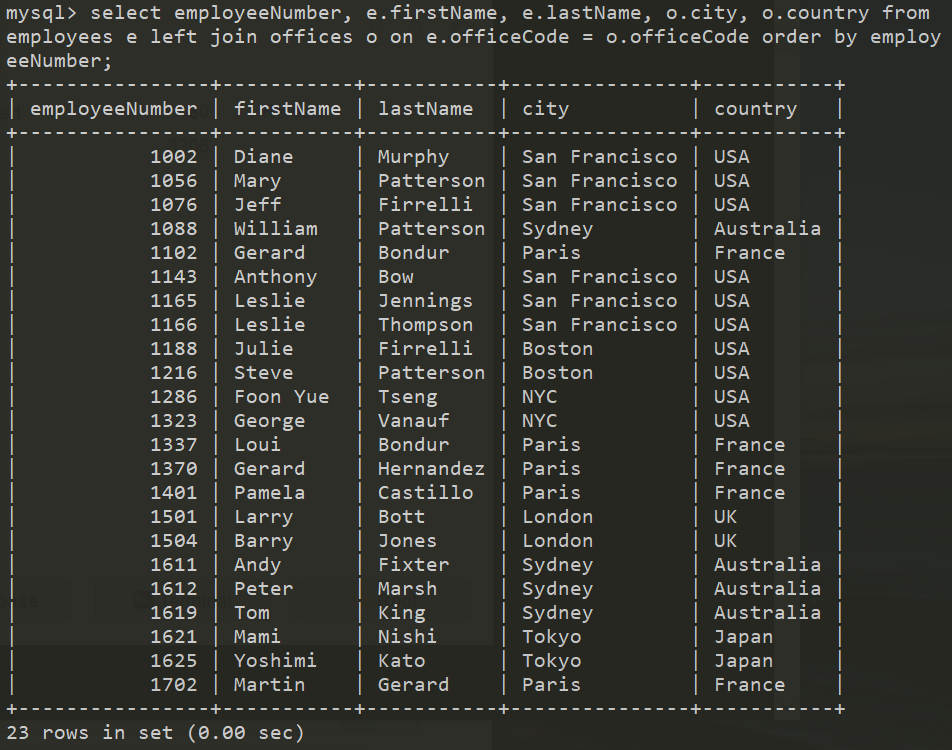 mysql> select employeeNumber, e.firstName, e.lastName, o.city, o.country from
employees e left join offices o on e.officeCode = o.officeCode order by employ
eeNumber;
+----------------+-----------+-----------+---------------+-----------+
| employeeNumber | firstName | lastName  | city          | country   |
+----------------+-----------+-----------+---------------+-----------+
|           1002 | Diane     | Murphy    | San Francisco | USA       |
|           1056 | Mary      | Patterson | San Francisco | USA       |
|           1076 | Jeff      | Firrelli  | San Francisco | USA       |
|           1088 | William   | Patterson | Sydney        | Australia |
|           1102 | Gerard    | Bondur    | Paris         | France    |
|           1143 | Anthony   | Bow       | San Francisco | USA       |
|           1165 | Leslie    | Jennings  | San Francisco | USA       |
|           1166 | Leslie    | Thompson  | San Francisco | USA       |
|           1188 | Julie     | Firrelli  | Boston        | USA       |
|           1216 | Steve     | Patterson | Boston        | USA       |
|           1286 | Foon Yue  | Tseng     | NYC           | USA       |
|           1323 | George    | Vanauf    | NYC           | USA       |
|           1337 | Loui      | Bondur    | Paris         | France    |
|           1370 | Gerard    | Hernandez | Paris         | France    |
|           1401 | Pamela    | Castillo  | Paris         | France    |
|           1501 | Larry     | Bott      | London        | UK        |
|           1504 | Barry     | Jones     | London        | UK        |
|           1611 | Andy      | Fixter    | Sydney        | Australia |
|           1612 | Peter     | Marsh     | Sydney        | Australia |
|           1619 | Tom       | King      | Sydney        | Australia |
|           1621 | Mami      | Nishi     | Tokyo         | Japan     |
|           1625 | Yoshimi   | Kato      | Tokyo         | Japan     |
|           1702 | Martin    | Gerard    | Paris         | France    |
+----------------+-----------+-----------+---------------+-----------+
23 rows in set (0.00 sec)